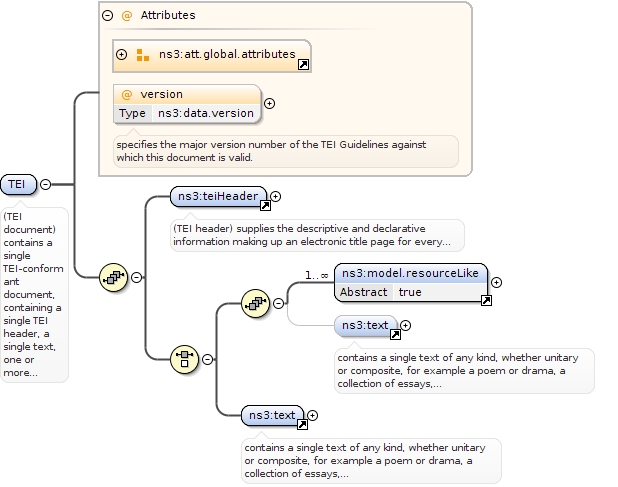 Attributes
ns3:att.global.attributes
version
Type ns3:data.version
specifies the major version number of the TEI Guidelines against
which this document is valid.
TEI
(TEI
document)
contains a
single
TEI-conform
ant
document,
containing a
single TEI
header, a
single text,
one or
more...
ns3:teiHeader
(TEI header) supplies the descriptive and declarative
information making up an electronic title page for every...
1..∞
ns3:model.resourceLike
Abstract true
ns3:text
contains a single text of any kind, whether unitary
or composite, for example a poem or drama, a
collection of essays,...
ns3:text
contains a single text of any kind, whether unitary
or composite, for example a poem or drama, a
collection of essays,...